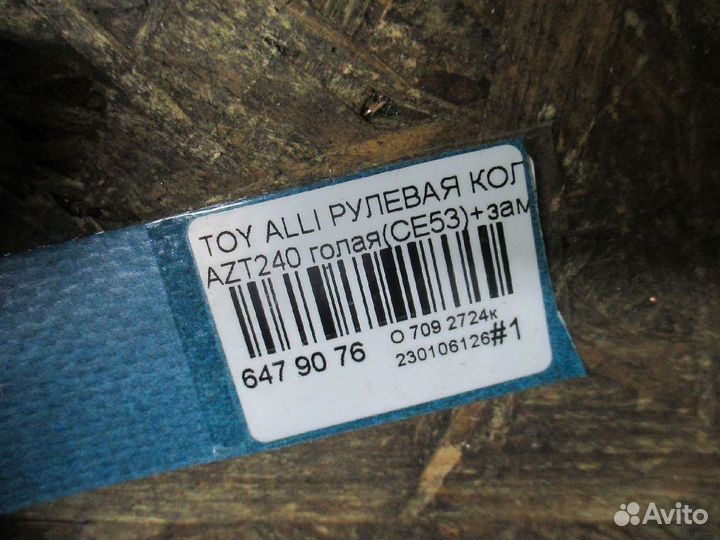 TOY ALLI РУЛЕВАЯ КОЛ
AZT240 голая(CE53)+зам
647 90 76
О 709 2724к
230106126#1
Avito